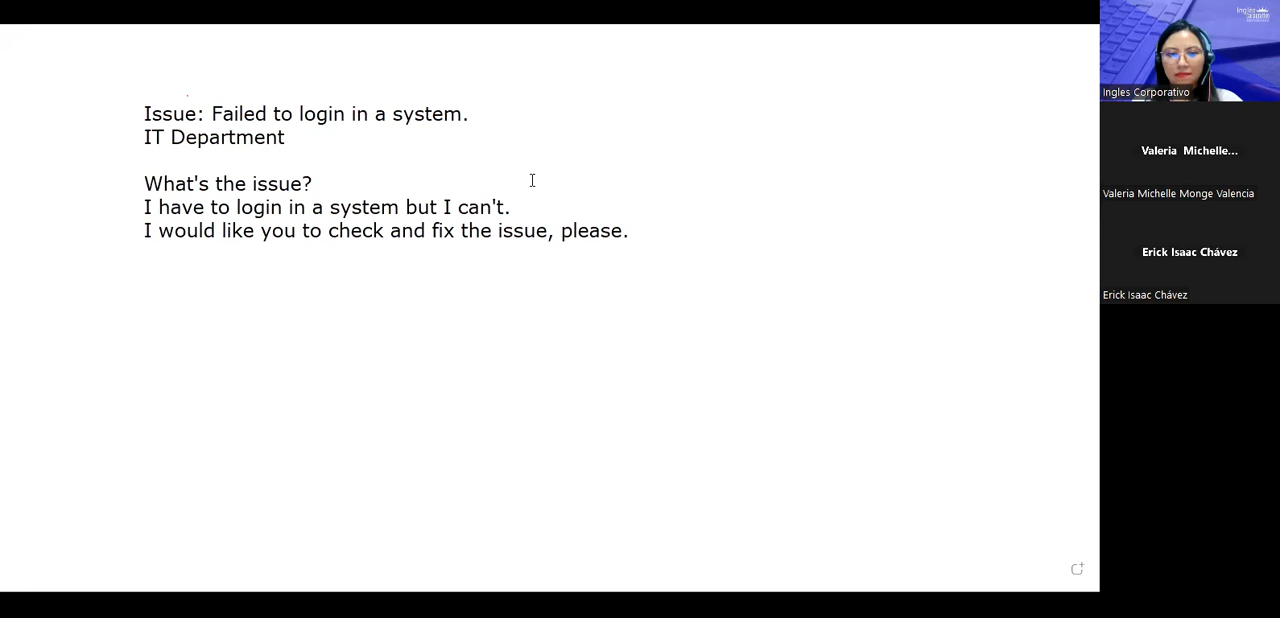 Issue: Failed to login in a system.
IT Department
What's the issue?
I have to login in a system but I can't.
I would like you to check and fix the issue, please.
Ingles
Ingles Corporativo
Valeria Michelle...
Valeria Michelle Monge Valencia
Erick Isaac Chávez
Erick Isaac Chávez